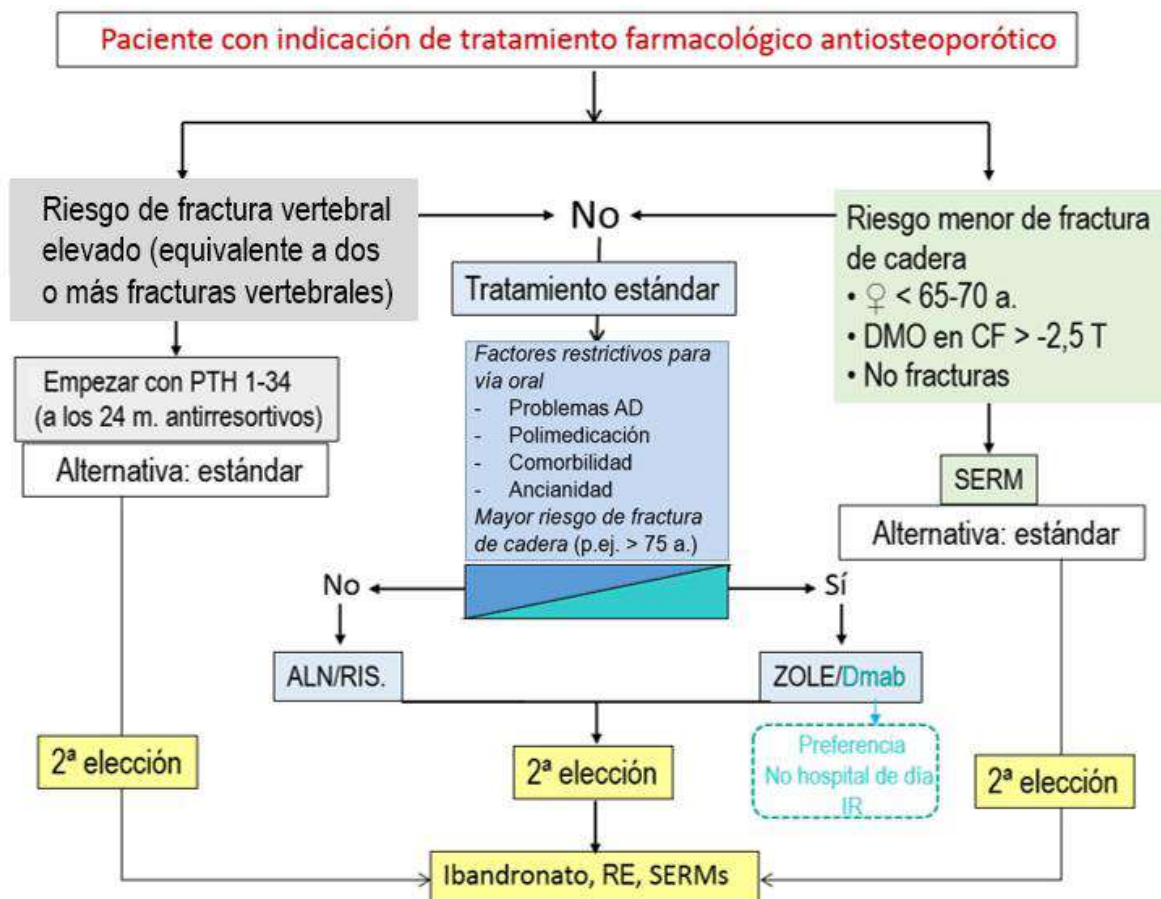 Paciente con indicación de tratamiento farmacológico antiosteoporótico
Riesgo de fractura vertebral
elevado (equivalente a dos
o más fracturas vertebrales)
No
Riesgo menor de fractura
de cadera
• ♀ < 65-70 a.
• DMO en CF > -2,5 T
• No fracturas
Tratamiento estándar
Empezar con PTH 1-34
(a los 24 m. antirresortivos)
Alternativa: estándar
Factores restrictivos para
vía oral
- Problemas AD
- Polimedicación
- Comorbilidad
- Ancianidad
Mayor riesgo de fractura
de cadera (p.ej. > 75 a.)
SERM
Alternativa: estándar
No
Sí
ALN/RIS.
ZOLE/Dmab
Preferencia
No hospital de día
IR
2ª elección
2ª elección
2ª elección
Ibandronato, RE, SERMs